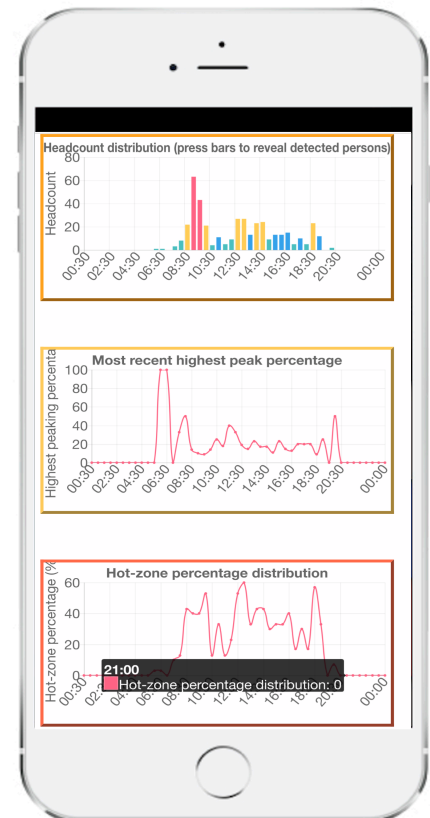 Headcount distribution (press bars to reveal detected persons)
Headcount
80
60
40
20
0
00:30 02:30 04:30 06:30 08:30 10:30 12:30 14:30 16:30 18:30 20:30 00:00
Most recent highest peak percentage
Highest peaking percenta
100
80
60
40
20
0
00:30 02:30 04:30 06:30 08:30 10:30 12:30 14:30 16:30 18:30 20:30 00:00
Hot-zone percentage distribution
Hot-zone percentage (%
60
40
20
0
21:00
Hot-zone percentage distribution: 0
00:30 00:00